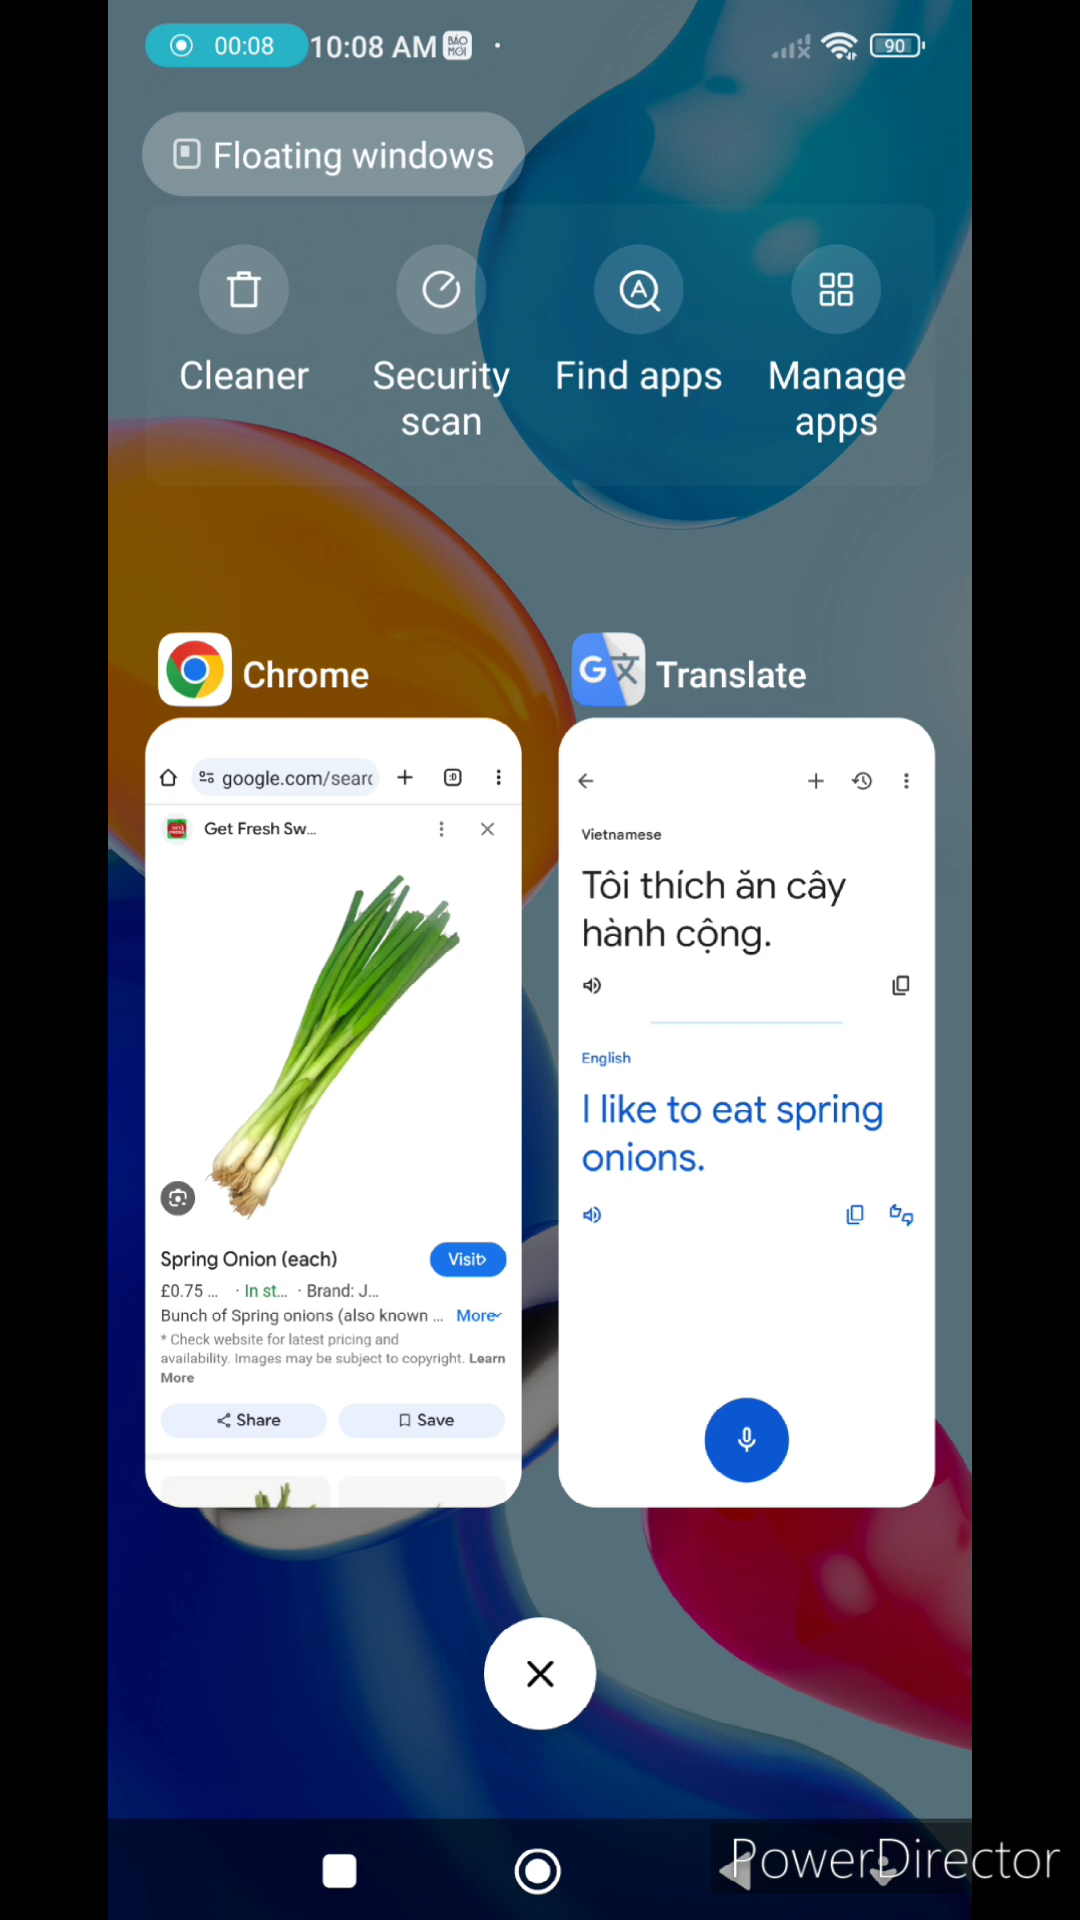 00:08 10:08 AM BÁO MỚI 90
Floating windows
Cleaner
Security scan
Find apps
Manage apps
Chrome
google.com/searc
Get Fresh Sw...
Spring Onion (each)
Visit
£0.75 ... · In st... · Brand: J...
Bunch of Spring onions (also known ... More
* Check website for latest pricing and
availability. Images may be subject to copyright. Learn
More
Share
Save
Translate
Vietnamese
Tôi thích ăn cây
hành cộng.
English
I like to eat spring
onions.
PowerDirector